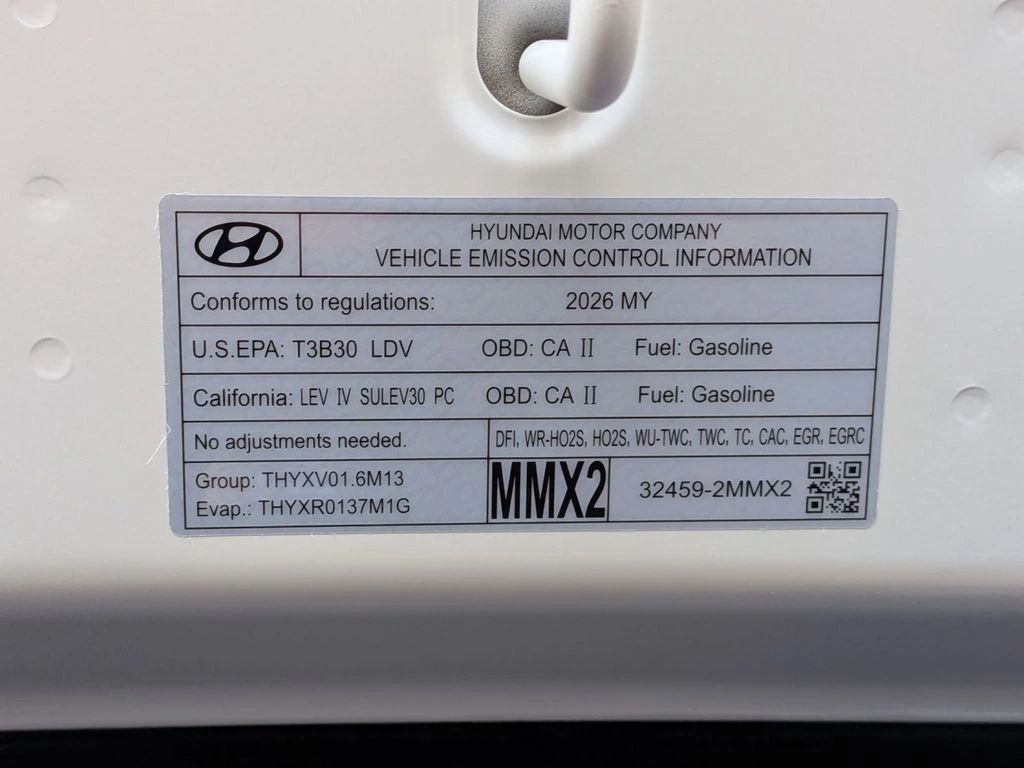 HYUNDAI MOTOR COMPANY
VEHICLE EMISSION CONTROL INFORMATION
Conforms to regulations: 2026 MY
U.S.EPA: T3B30 LDV OBD: CA II Fuel: Gasoline
California: LEV IV SULEV30 PC OBD: CA II Fuel: Gasoline
No adjustments needed. DFI, WR-HO2S, HO2S, WU-TWC, TWC, TC, CAC, EGR, EGRC
Group: THYXV01.6M13
Evap.: THYXR0137M1G
MMX2 32459-2MMX2